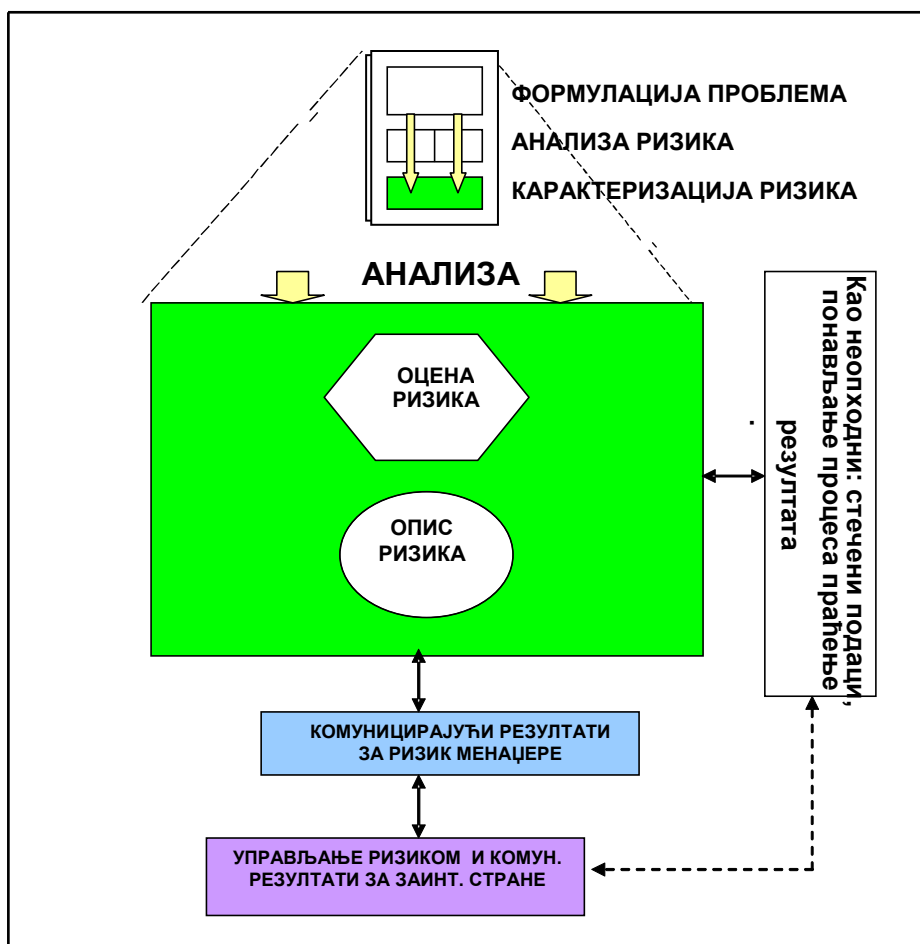 ФОРМУЛАЦИЈА ПРОБЛЕМА
АНАЛИЗА РИЗИКА
КАРАКТЕРИЗАЦИЈА РИЗИКА
АНАЛИЗА
ОЦЕНА
РИЗИКА
ОПИС
РИЗИКА
Као неопходни: стечени подаци,
понављање процеса праћење
резултата
.
КОМУНИЦИРАЈУЋИ РЕЗУЛТАТИ
ЗА РИЗИК МЕНАЏЕРЕ
УПРАВЉАЊЕ РИЗИКОМ И КОМУН.
РЕЗУЛТАТИ ЗА ЗАИНТ. СТРАНЕ